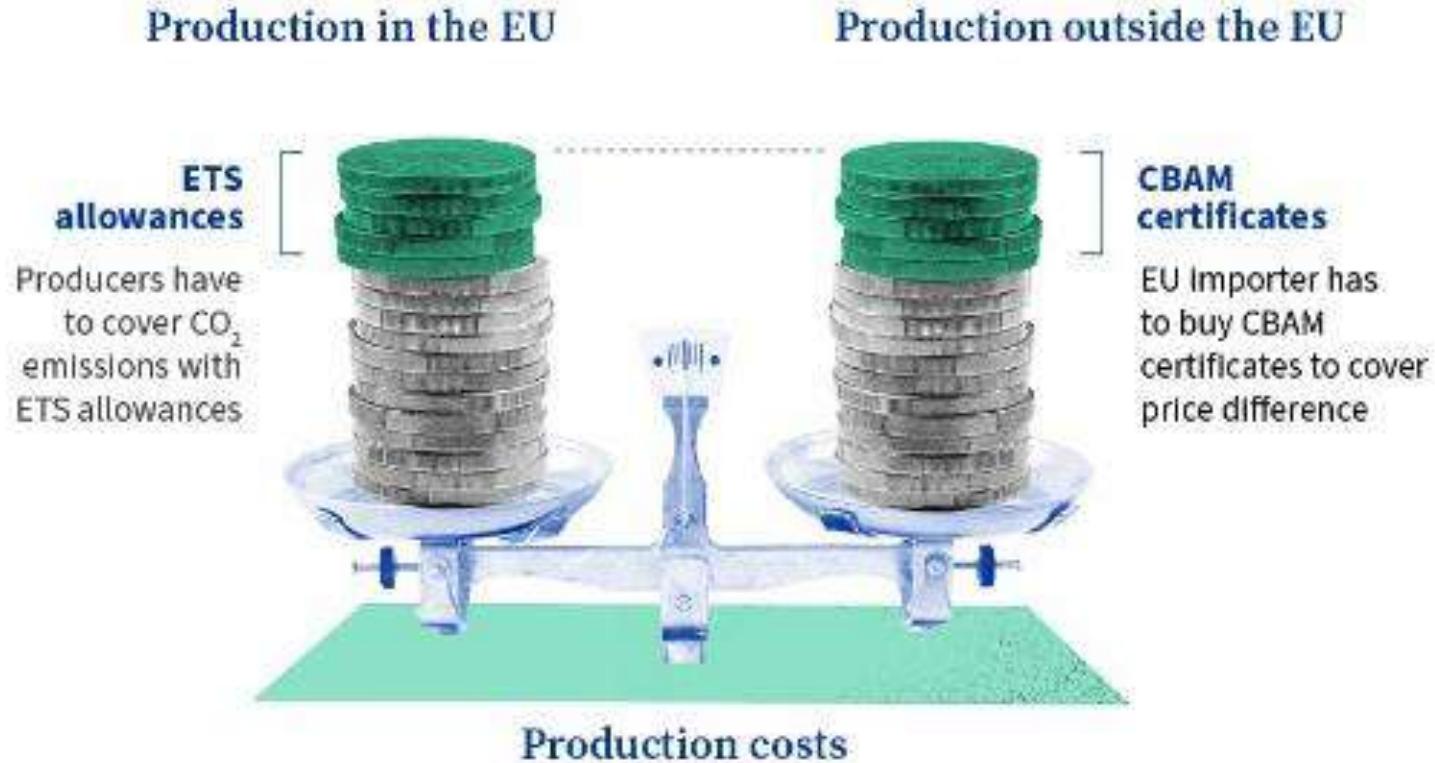 Production in the EU
Production outside the EU
ETS
allowances
Producers have
to cover CO₂
emissions with
ETS allowances
CBAM
certificates
EU Importer has
to buy CBAM
certificates to cover
price difference
Production costs